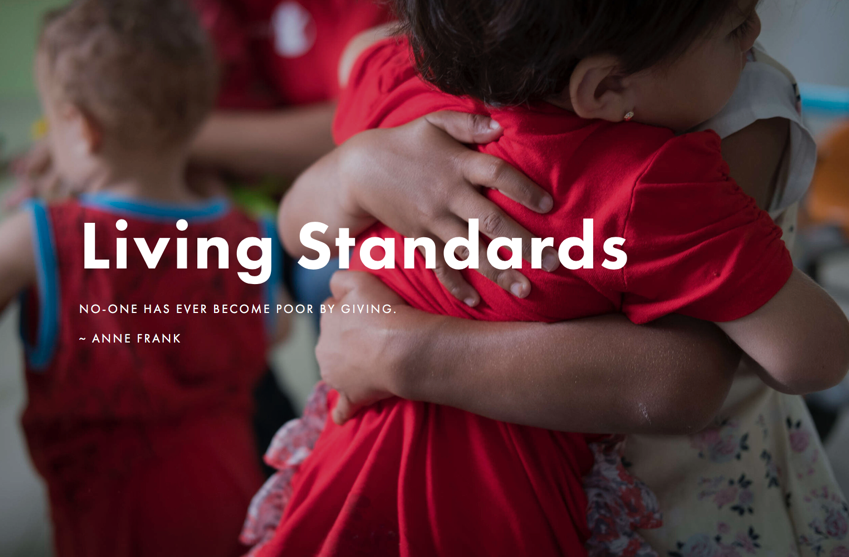 Living Standards
NO-ONE HAS EVER BECOME POOR BY GIVING.
~ ANNE FRANK